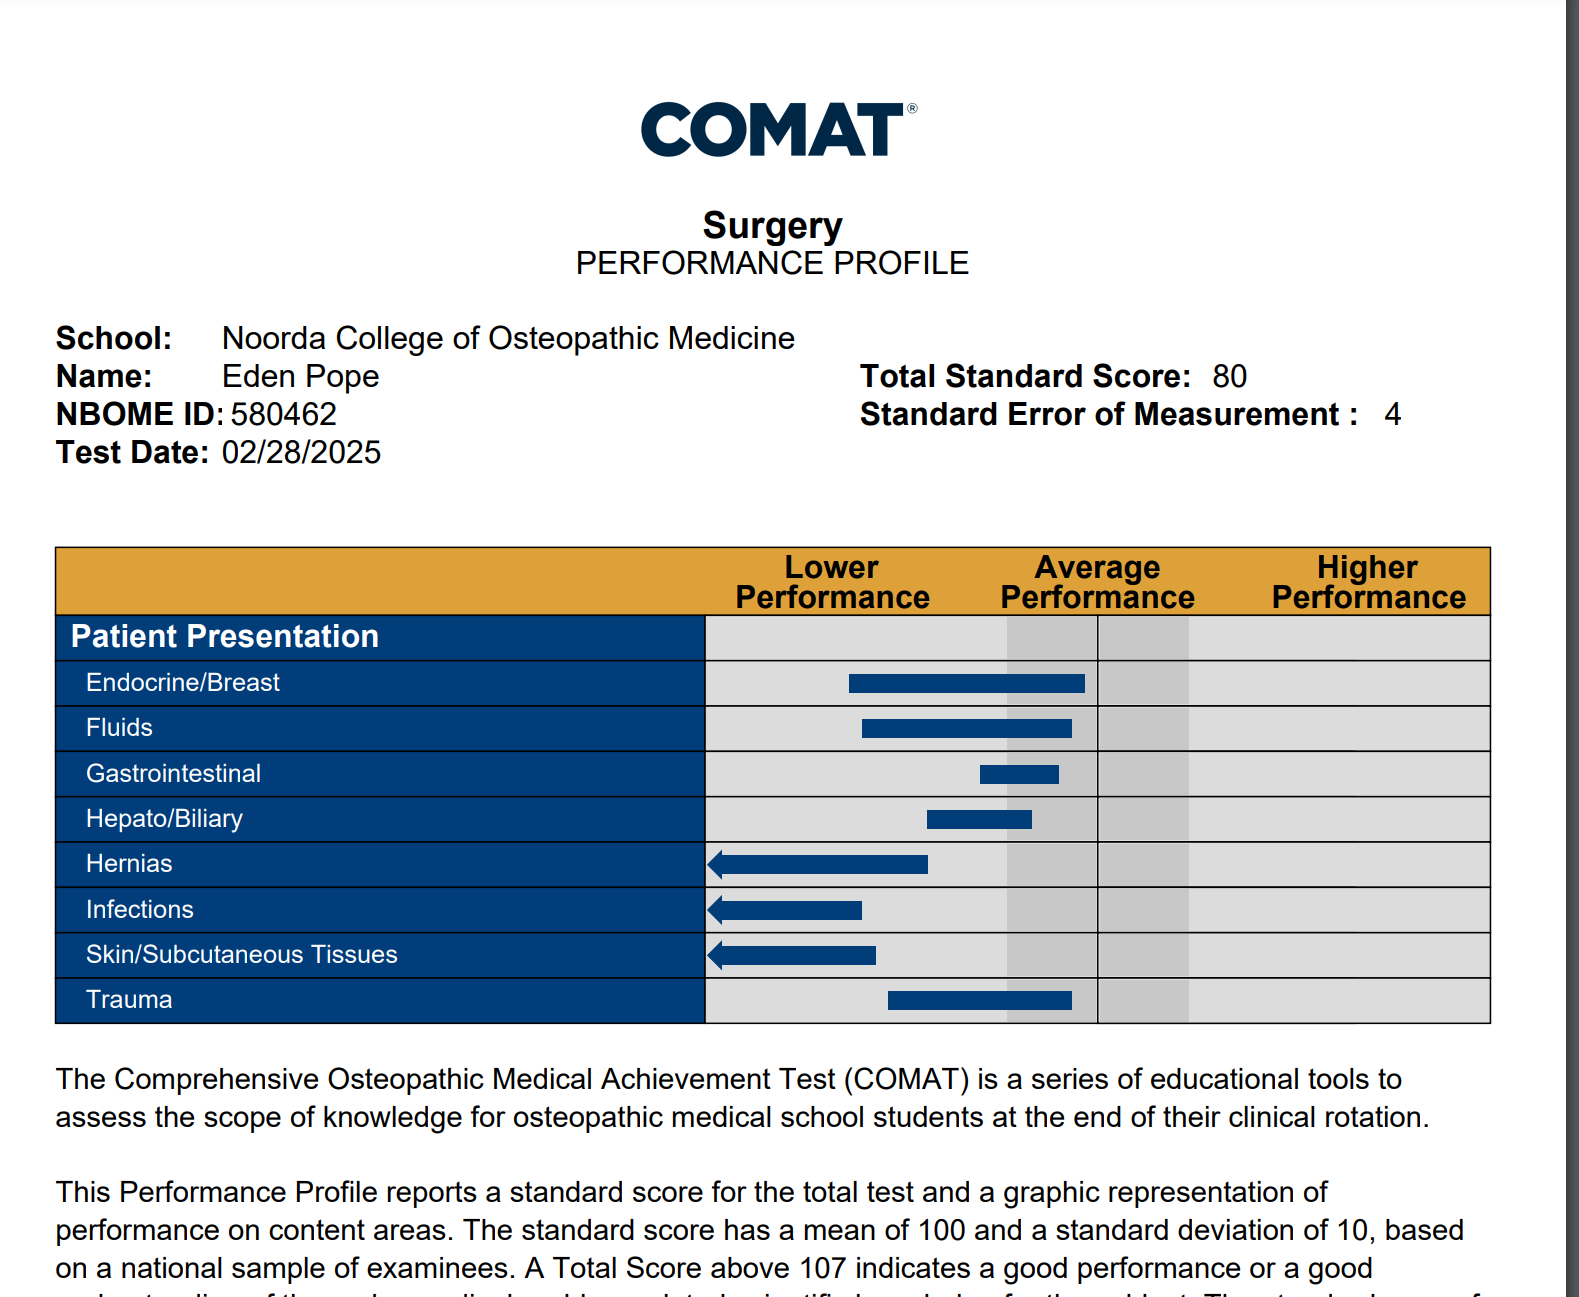 COMAT®
Surgery
PERFORMANCE PROFILE
School: Noorda College of Osteopathic Medicine
Name: Eden Pope
Total Standard Score: 80
NBOME ID: 580462
Standard Error of Measurement : 4
Test Date: 02/28/2025
Lower Performance
Average Performance
Higher Performance
Patient Presentation
Endocrine/Breast
Fluids
Gastrointestinal
Hepato/Biliary
Hernias
Infections
Skin/Subcutaneous Tissues
Trauma
The Comprehensive Osteopathic Medical Achievement Test (COMAT) is a series of educational tools to
assess the scope of knowledge for osteopathic medical school students at the end of their clinical rotation.
This Performance Profile reports a standard score for the total test and a graphic representation of
performance on content areas. The standard score has a mean of 100 and a standard deviation of 10, based
on a national sample of examinees. A Total Score above 107 indicates a good performance or a good